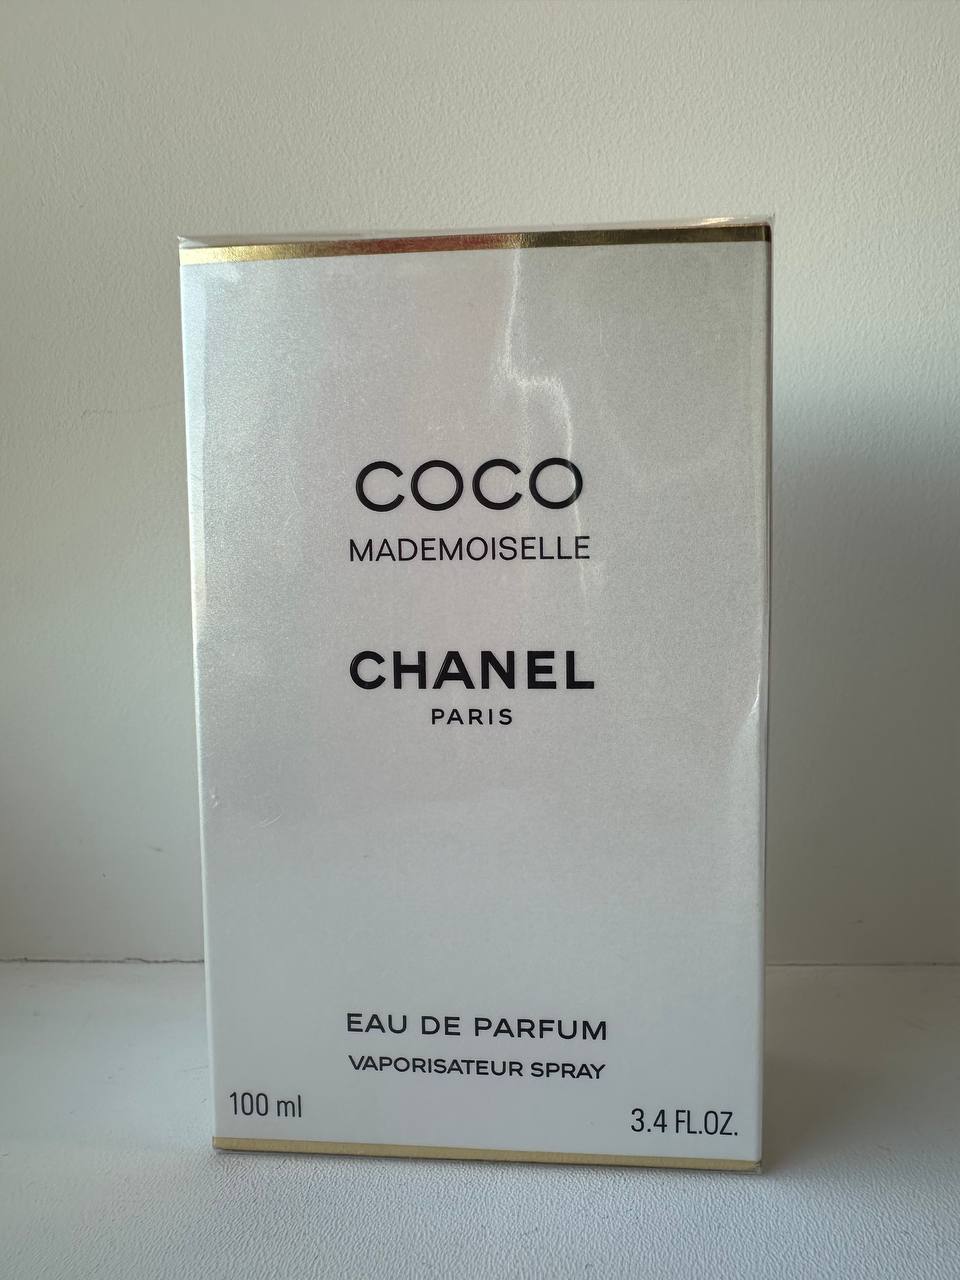 COCO
MADEMOISELLE
CHANEL
PARIS
EAU DE PARFUM
VAPORISATEUR SPRAY
100 ml
3.4 FL.OZ.